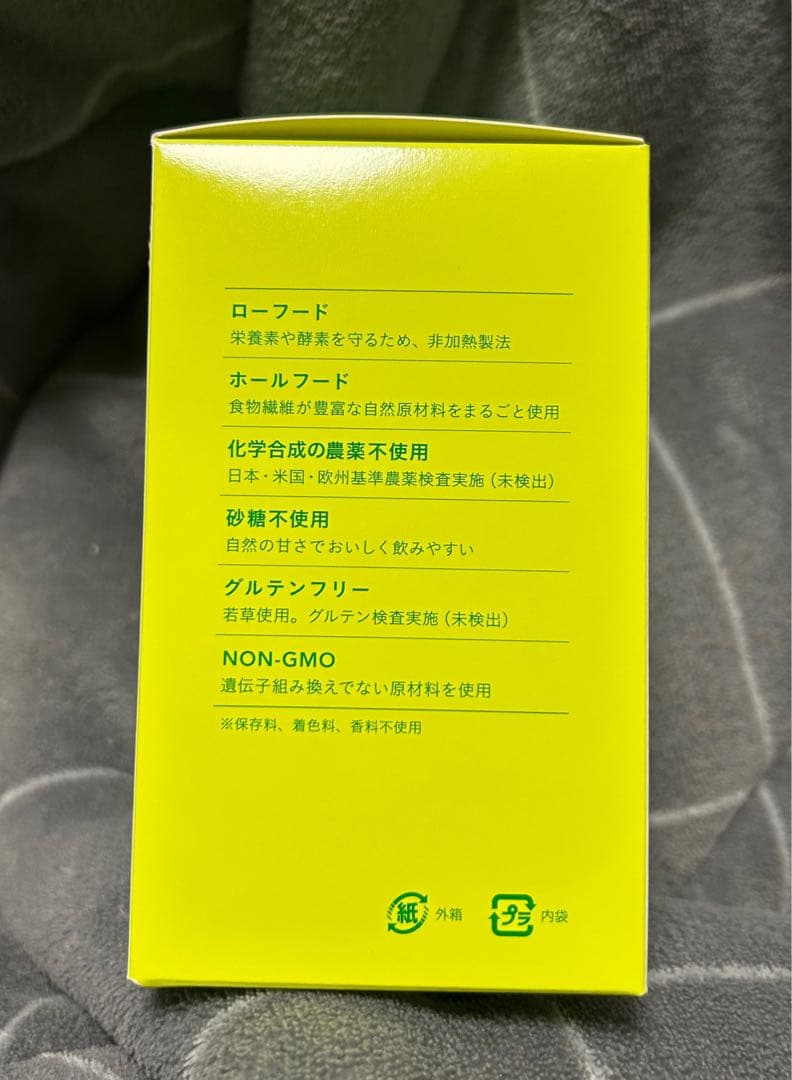 ローフード
栄養素や酵素を守るため、非加熱製法
ホールフード
食物繊維が豊富な自然原材料をまるごと使用
化学合成の農薬不使用
日本・米国・欧州基準農薬検査実施（未検出）
砂糖不使用
自然の甘さでおいしく飲みやすい
グルテンフリー
若草使用。グルテン検査実施（未検出）
NON-GMO
遺伝子組み換えでない原材料を使用
※保存料、着色料、香料不使用
紙 外箱 プラ 内袋